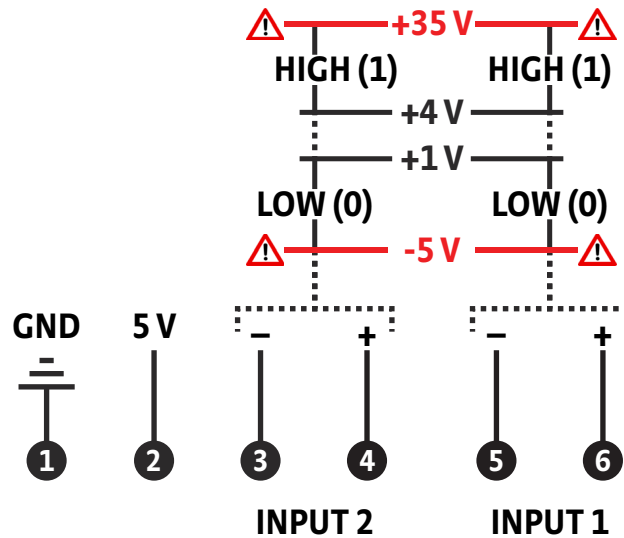 +35 V
HIGH (1) HIGH (1)
+4 V
+1 V
LOW (0) LOW (0)
-5 V
GND 5 V − + − +
1 2 3 4 5 6
INPUT 2 INPUT 1